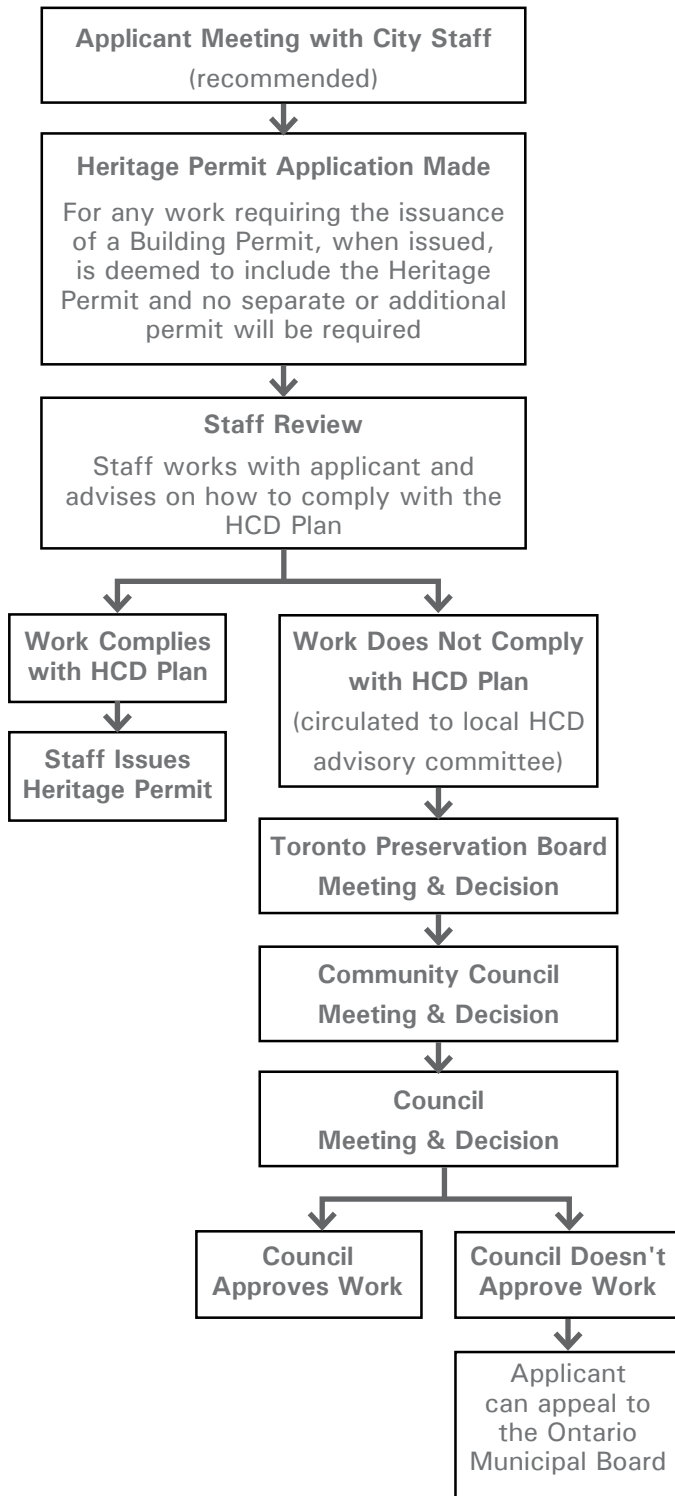 Applicant Meeting with City Staff
(recommended)
Heritage Permit Application Made
For any work requiring the issuance
of a Building Permit, when issued,
is deemed to include the Heritage
Permit and no separate or additional
permit will be required
Staff Review
Staff works with applicant and
advises on how to comply with the
HCD Plan
Work Complies
with HCD Plan
Staff Issues
Heritage Permit
Work Does Not Comply
with HCD Plan
(circulated to local HCD
advisory committee)
Toronto Preservation Board
Meeting & Decision
Community Council
Meeting & Decision
Council
Meeting & Decision
Council
Approves Work
Council Doesn't
Approve Work
Applicant
can appeal to
the Ontario
Municipal Board